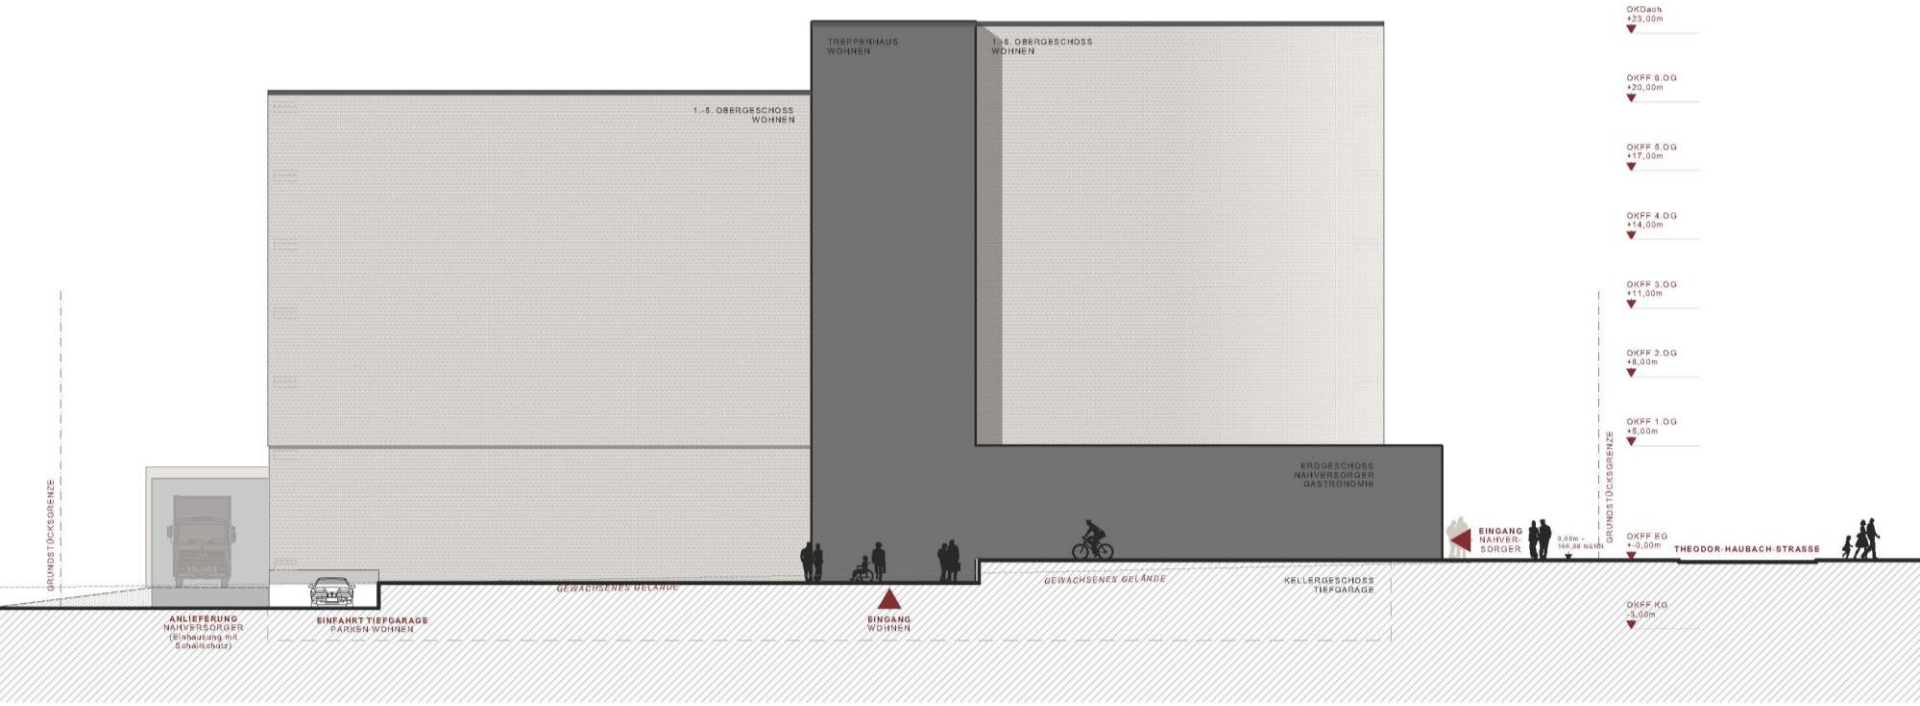 TREPPENHAUS
WOHNEN
1.-6. OBERGESCHOSS
WOHNEN
1.-5. OBERGESCHOSS
WOHNEN
ERDGESCHOSS
NAHVERSORGER
GASTRONOMIE
GRUNDSTÜCKSGRENZE
ANLIEFERUNG
NAHVERSORGER
(Einhausung mit
Schallschutz)
EINFAHRT TIEFGARAGE
PARKEN WOHNEN
GEWACHSENES GELÄNDE
EINGANG
WOHNEN
GEWACHSENES GELÄNDE
KELLERGESCHOSS
TIEFGARAGE
EINGANG
NAHVER-
SORGER
0,00m =
GRUNDSTÜCKSGRENZE
THEODOR-HAUBACH-STRASSE
OKDach
+23,00m
OKFF 6.OG
+20,00m
OKFF 5.OG
+17,00m
OKFF 4.OG
+14,00m
OKFF 3.OG
+11,00m
OKFF 2.OG
+8,00m
OKFF 1.OG
+5,00m
OKFF EG
+-0,00m
OKFF KG
-3,00m